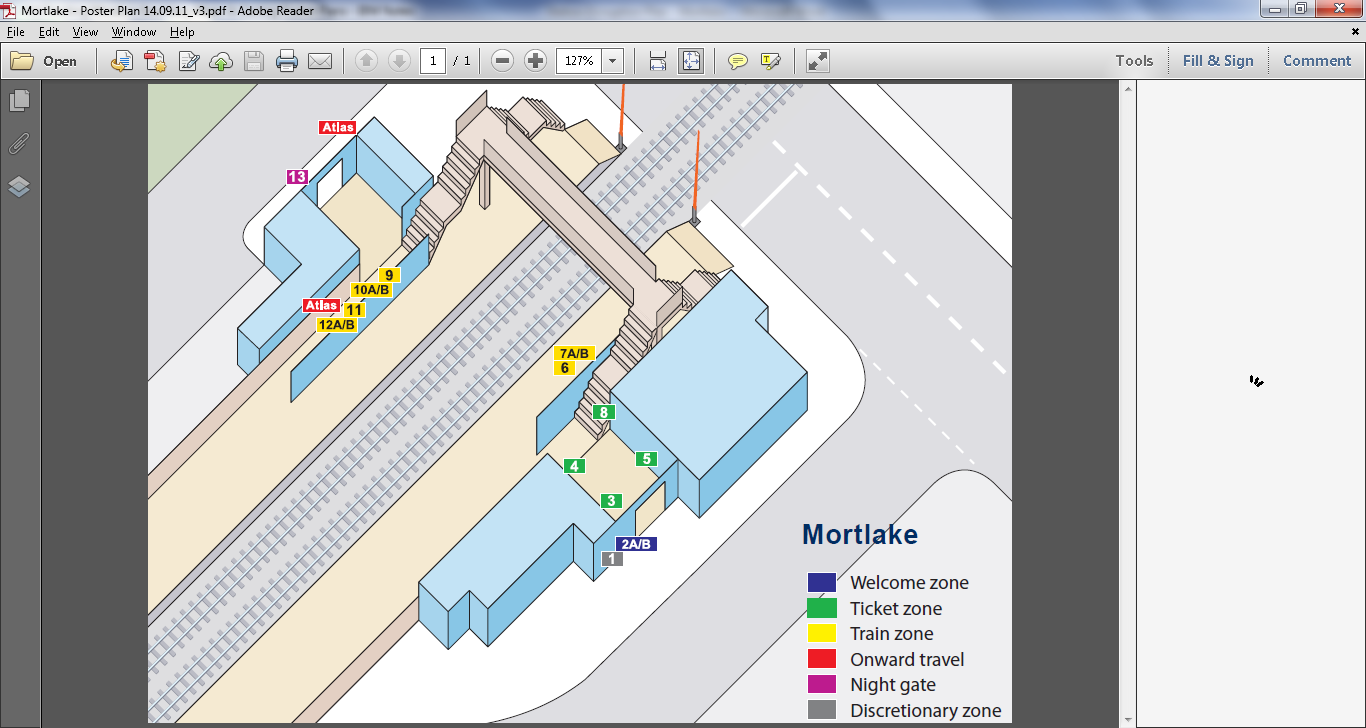 Mortlake - Poster Plan 14.09.11_v3.pdf - Adobe Reader
File Edit View Window Help
Open 1 / 1 127% Tools Fill & Sign Comment
Atlas
13
9
10A/B
Atlas 11
12A/B
7A/B
6
8
5
4
3
2A/B
1
Mortlake
Welcome zone
Ticket zone
Train zone
Onward travel
Night gate
Discretionary zone